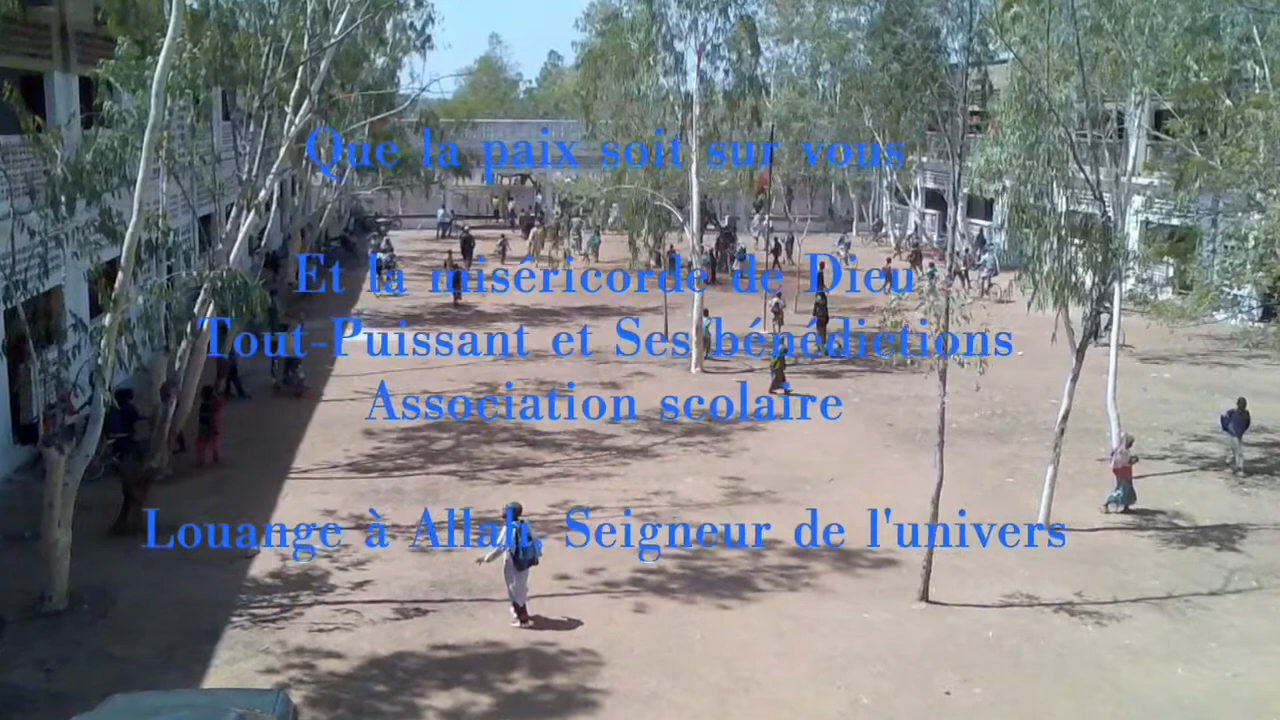 Que la paix soit sur vous
Et la miséricorde de Dieu
Tout-Puissant et Ses bénédictions
Association scolaire
Louange à Allah, Seigneur de l'univers